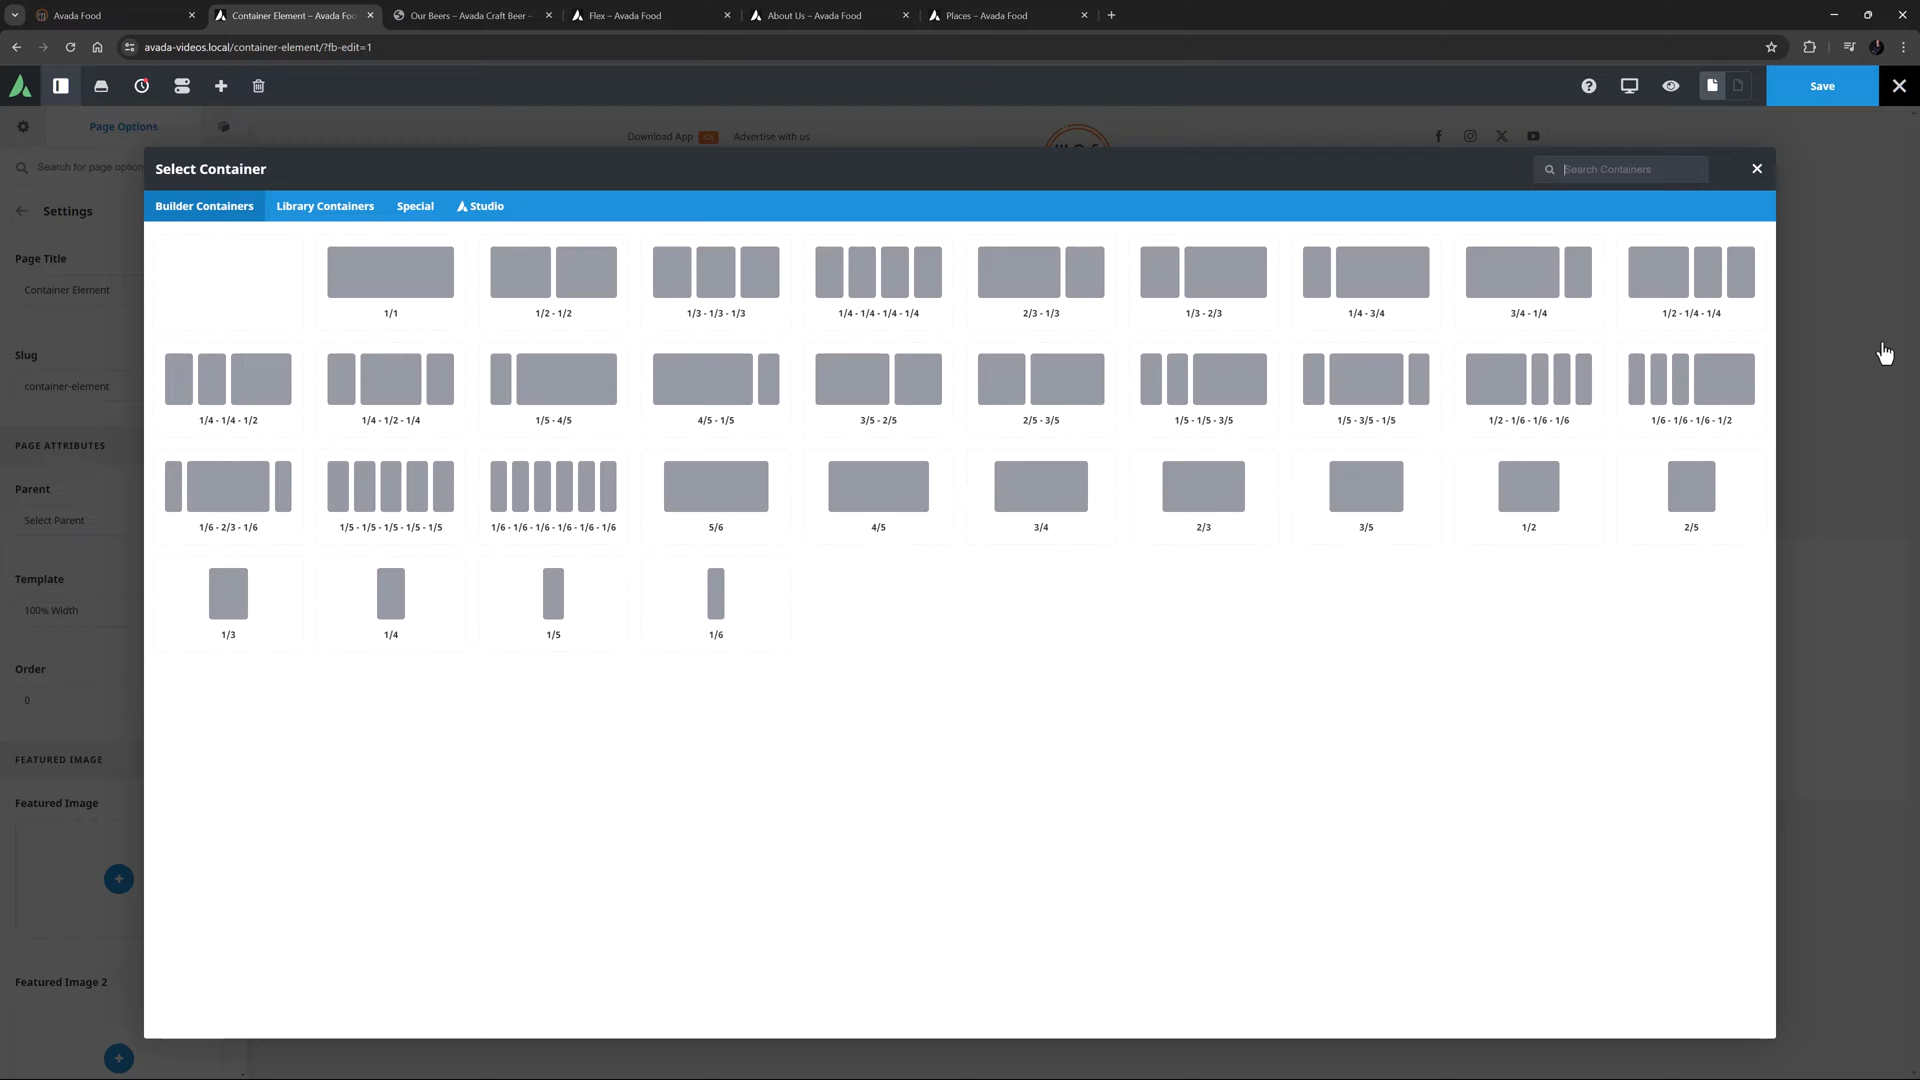 Avada Food
Container Element – Avada Foo
Our Beers – Avada Craft Beer –
Flex – Avada Food
About Us – Avada Food
Places – Avada Food
avada-videos.local/container-element/?fb-edit=1
Save
Page Options
Download App
Advertise with us
Search for page option
Select Container
Search Containers
Builder Containers
Library Containers
Special
Studio
Settings
Page Title
Container Element
Slug
container-element
PAGE ATTRIBUTES
Parent
Select Parent
Template
100% Width
Order
0
FEATURED IMAGE
Featured Image
Featured Image 2
1/1
1/2 - 1/2
1/3 - 1/3 - 1/3
1/4 - 1/4 - 1/4 - 1/4
2/3 - 1/3
1/3 - 2/3
1/4 - 3/4
3/4 - 1/4
1/2 - 1/4 - 1/4
1/4 - 1/4 - 1/2
1/4 - 1/2 - 1/4
1/5 - 4/5
4/5 - 1/5
3/5 - 2/5
2/5 - 3/5
1/5 - 1/5 - 3/5
1/5 - 3/5 - 1/5
1/2 - 1/6 - 1/6 - 1/6
1/6 - 1/6 - 1/6 - 1/2
1/6 - 2/3 - 1/6
1/5 - 1/5 - 1/5 - 1/5 - 1/5
1/6 - 1/6 - 1/6 - 1/6 - 1/6 - 1/6
5/6
4/5
3/4
2/3
3/5
1/2
2/5
1/3
1/4
1/5
1/6